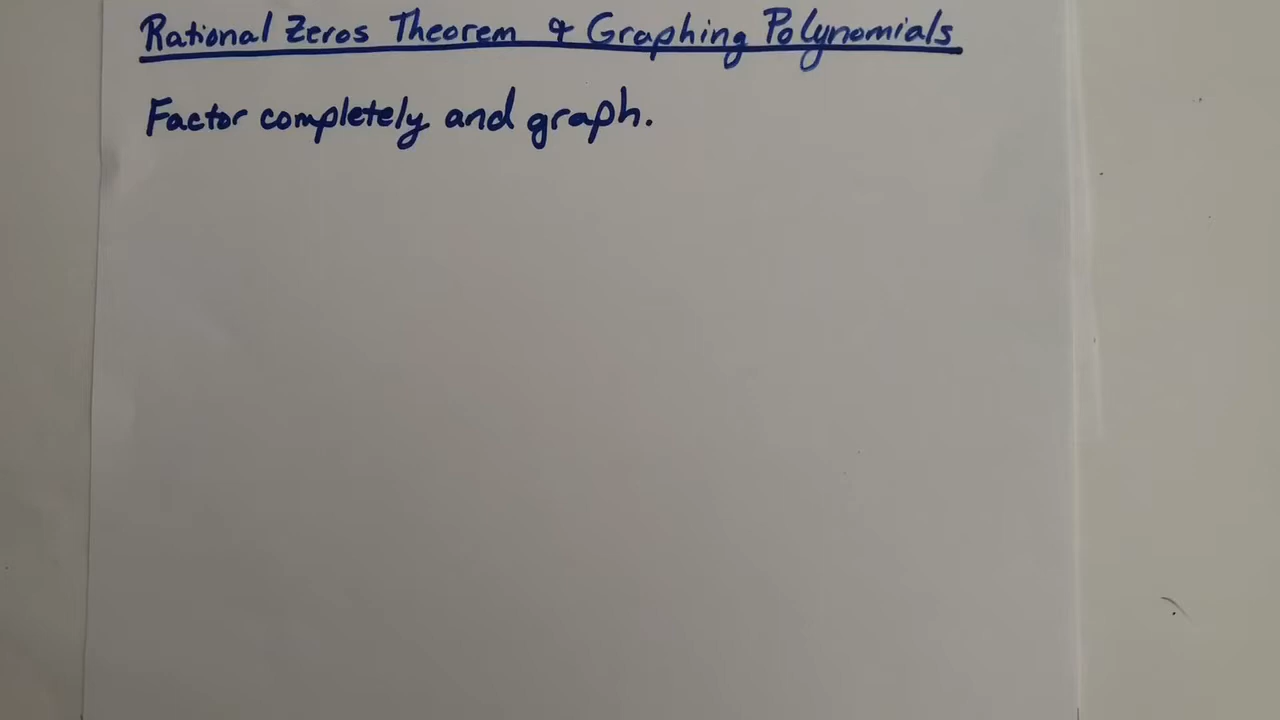 Rational Zeros Theorem & Graphing Polynomials
Factor completely and graph.